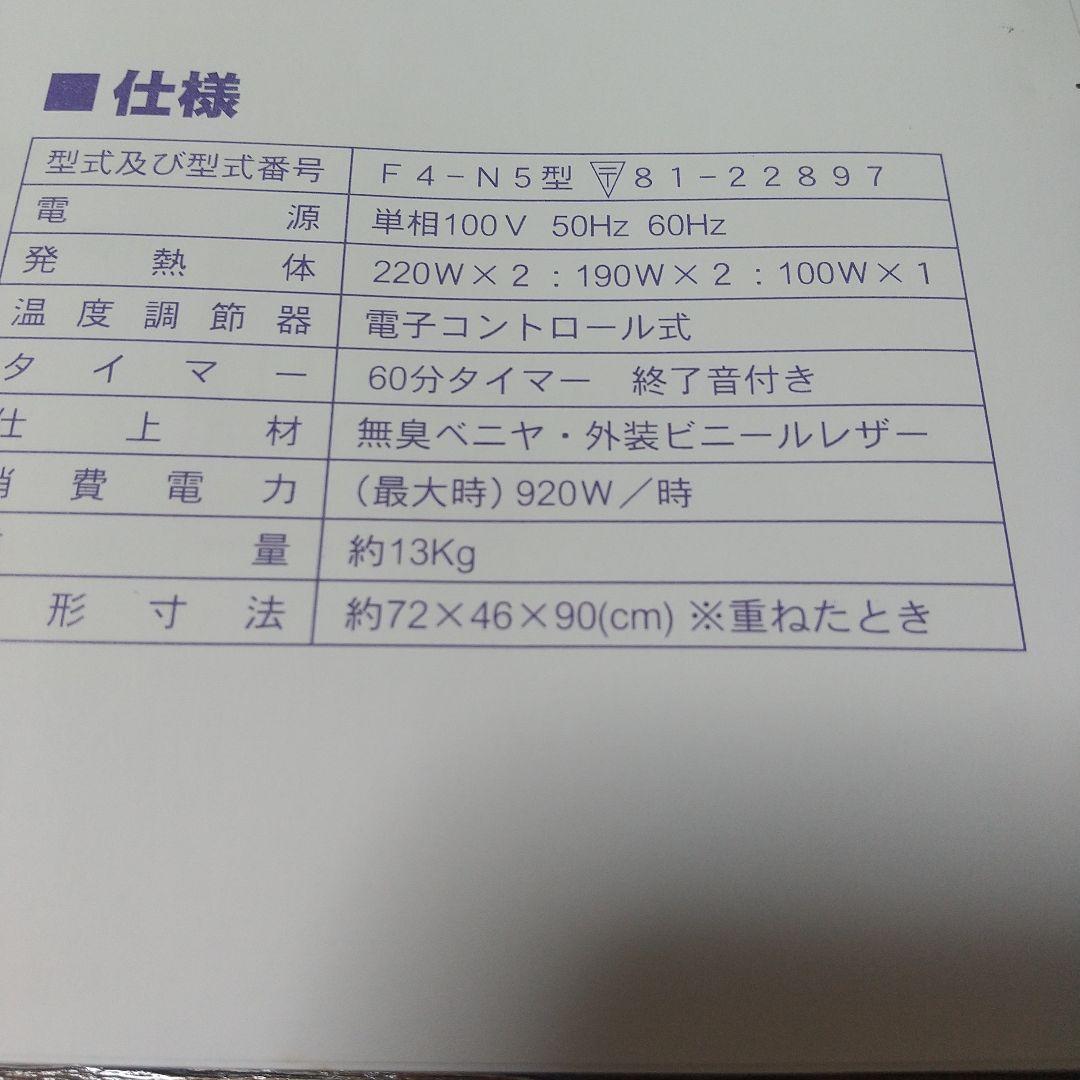 ■仕様
型式及び型式番号 F4-N5型 〒81-22897
電源 単相100V 50Hz 60Hz
発熱体 220W×2：190W×2：100W×1
温度調節器 電子コントロール式
タイマー 60分タイマー 終了音付き
仕上材 無臭ベニヤ・外装ビニールレザー
消費電力 （最大時）920W／時
量 約13Kg
形寸法 約72×46×90(cm) ※重ねたとき